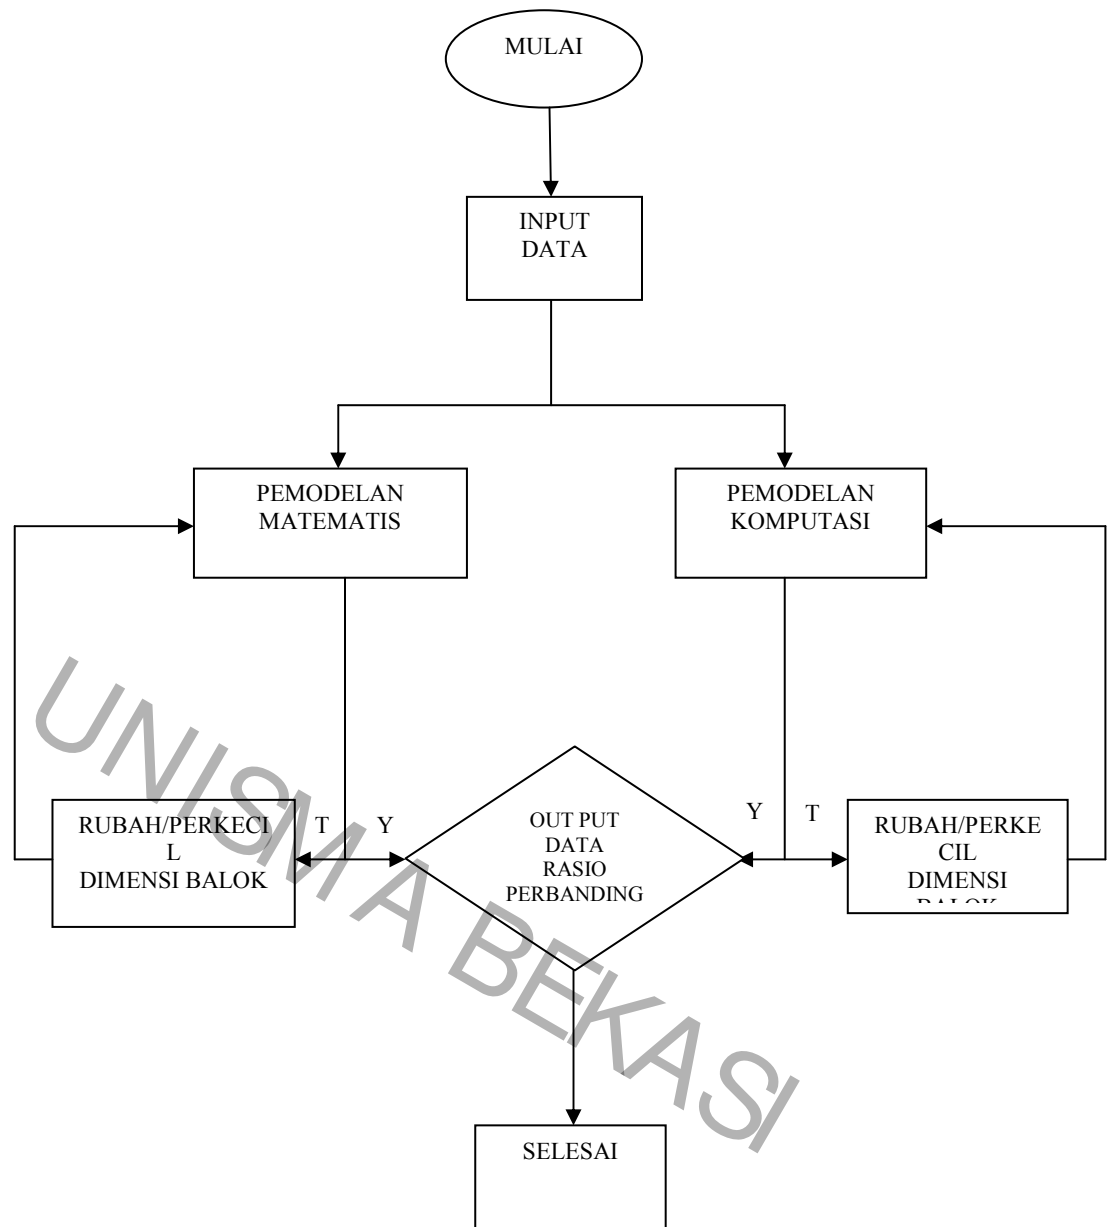 MULAI
INPUT
DATA
PEMODELAN
MATEMATIS
PEMODELAN
KOMPUTASI
RUBAH/PERKECI
L
DIMENSI BALOK
T
Y
OUT PUT
DATA
RASIO
PERBANDING
Y
T
RUBAH/PERKE
CIL
DIMENSI
BALOK
SELESAI
UNISMA BEKASI